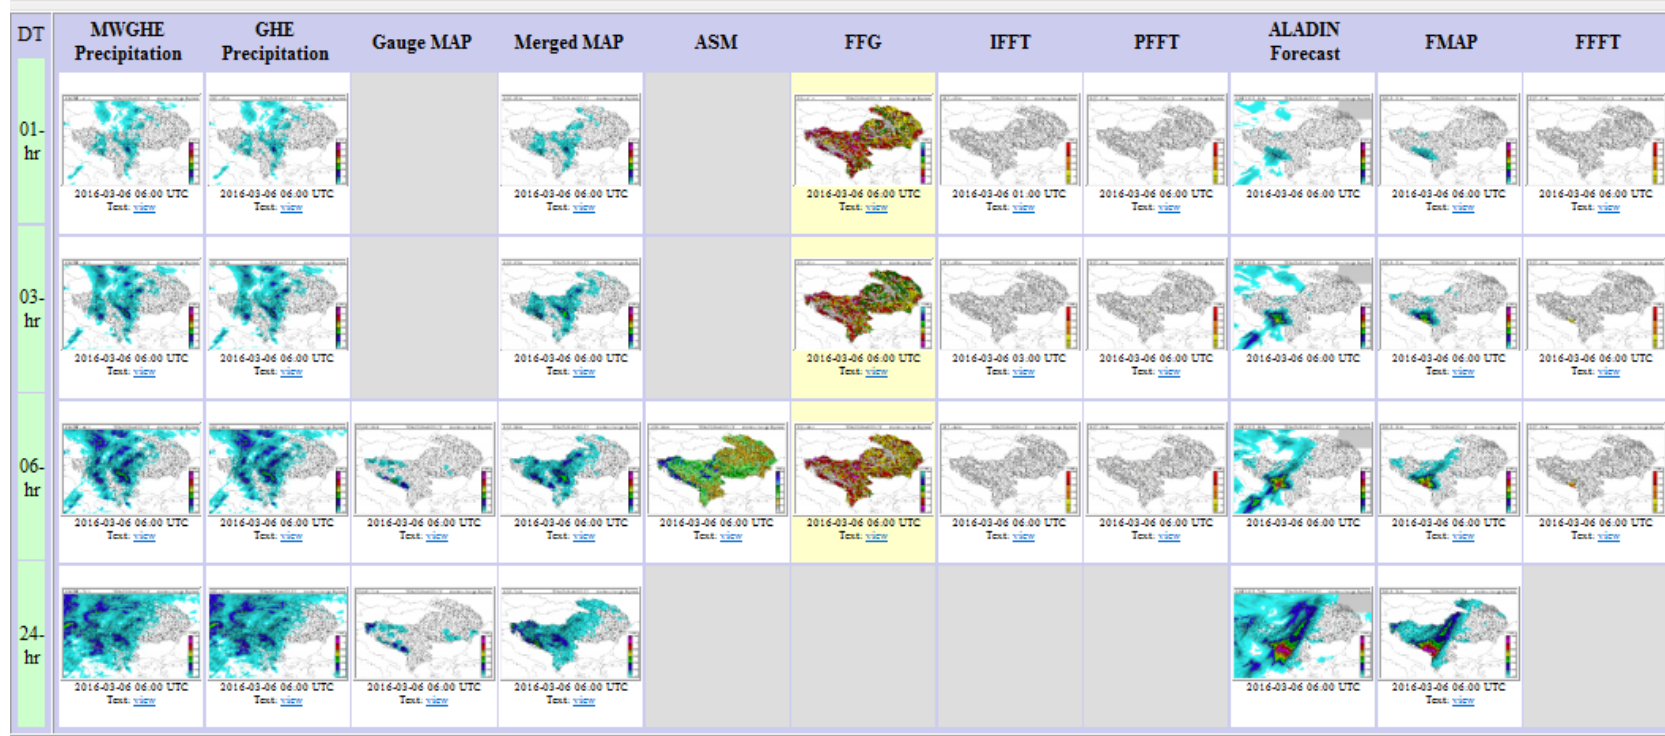 DT
MWGHE
Precipitation
GHE
Precipitation
Gauge MAP
Merged MAP
ASM
FFG
IFFT
PFFT
ALADIN
Forecast
FMAP
FFFT
01-
hr
2016-03-06 06:00 UTC
Text: view
2016-03-06 06:00 UTC
Text: view
2016-03-06 06:00 UTC
Text: view
2016-03-06 06:00 UTC
Text: view
2016-03-06 01:00 UTC
Text: view
2016-03-06 06:00 UTC
Text: view
2016-03-06 06:00 UTC
2016-03-06 06:00 UTC
Text: view
2016-03-06 06:00 UTC
Text: view
03-
hr
2016-03-06 06:00 UTC
Text: view
2016-03-06 06:00 UTC
Text: view
2016-03-06 06:00 UTC
Text: view
2016-03-06 06:00 UTC
Text: view
2016-03-06 03:00 UTC
Text: view
2016-03-06 06:00 UTC
Text: view
2016-03-06 06:00 UTC
2016-03-06 06:00 UTC
Text: view
2016-03-06 06:00 UTC
Text: view
06-
hr
2016-03-06 06:00 UTC
Text: view
2016-03-06 06:00 UTC
Text: view
2016-03-06 06:00 UTC
Text: view
2016-03-06 06:00 UTC
Text: view
2016-03-06 06:00 UTC
Text: view
2016-03-06 06:00 UTC
Text: view
2016-03-06 06:00 UTC
Text: view
2016-03-06 06:00 UTC
Text: view
2016-03-06 06:00 UTC
2016-03-06 06:00 UTC
Text: view
2016-03-06 06:00 UTC
Text: view
24-
hr
2016-03-06 06:00 UTC
Text: view
2016-03-06 06:00 UTC
Text: view
2016-03-06 06:00 UTC
Text: view
2016-03-06 06:00 UTC
Text: view
2016-03-06 06:00 UTC
2016-03-06 06:00 UTC
Text: view